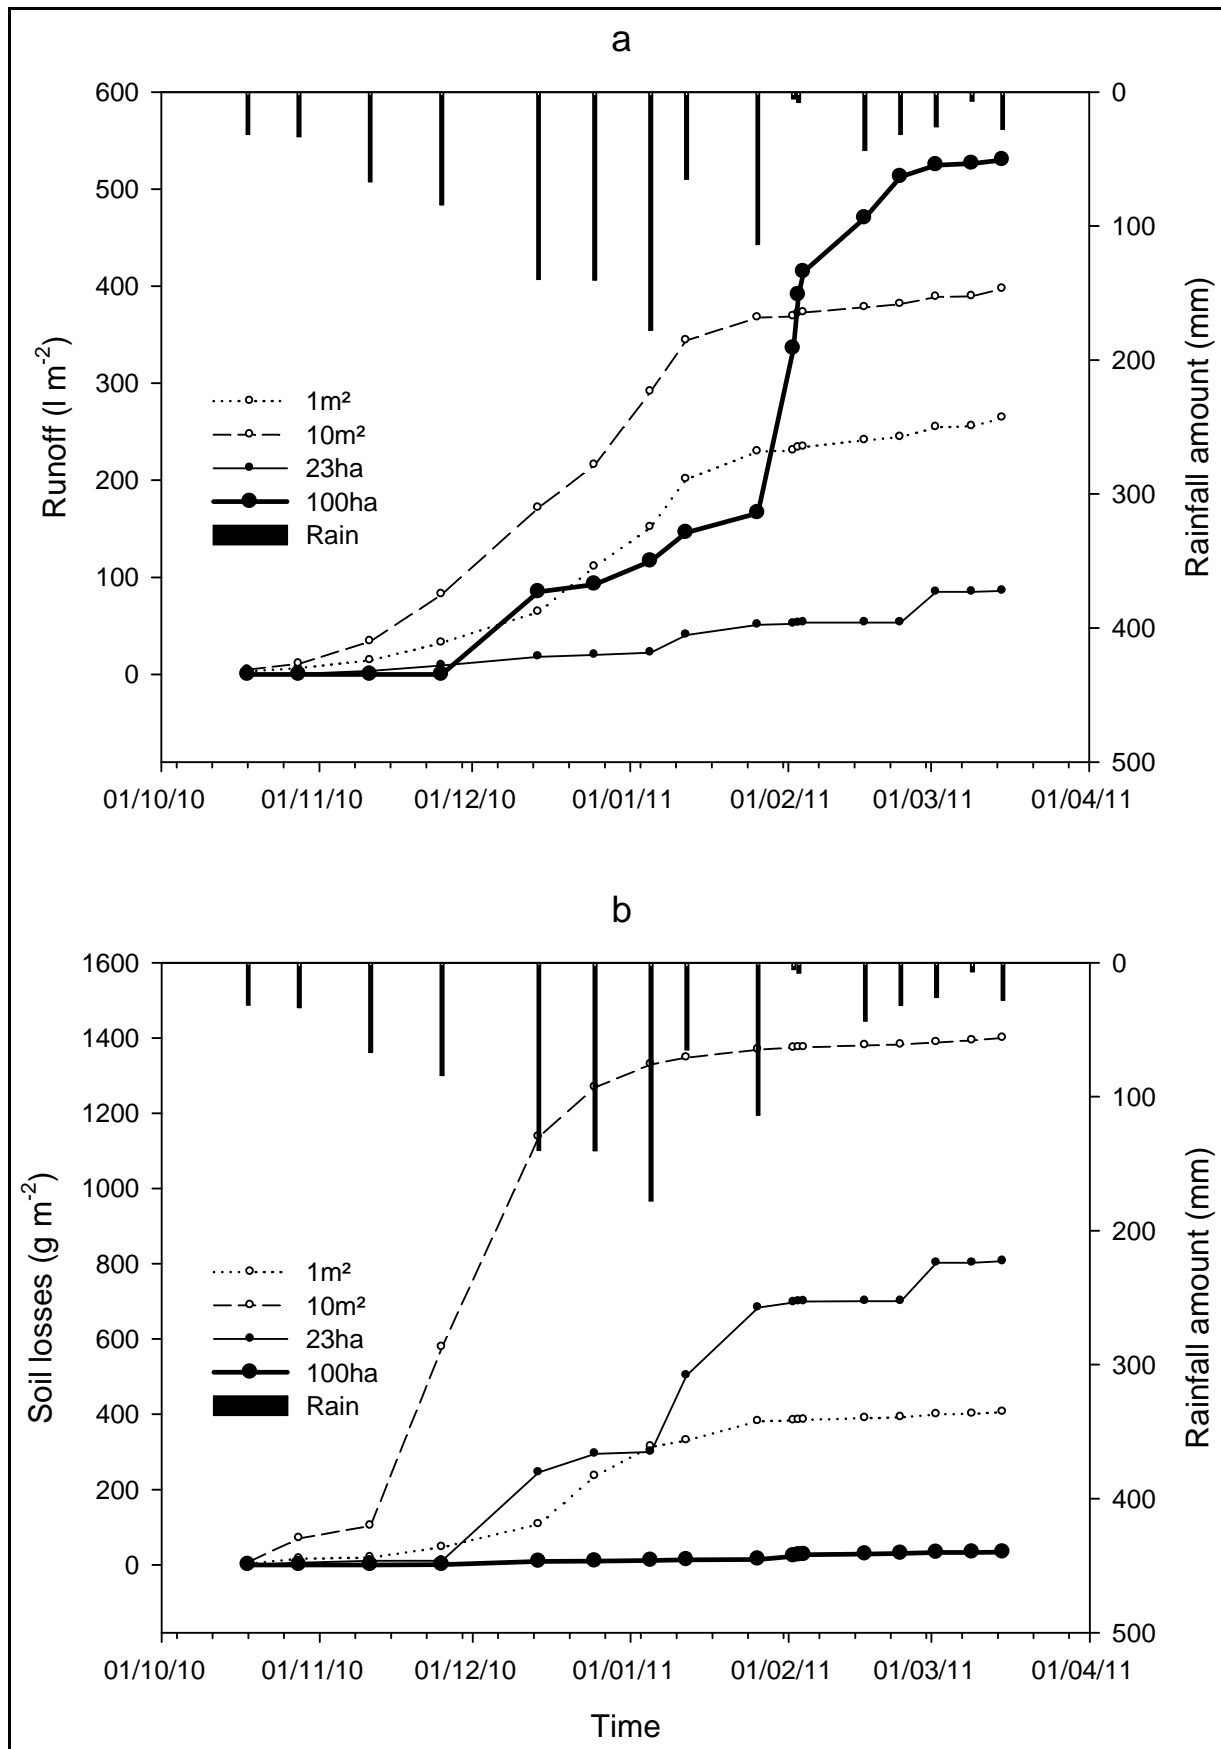 a
600
500
400
300
200
100
0
Runoff (l m-2)
0
100
200
300
400
500
Rainfall amount (mm)
1m²
10m²
23ha
100ha
Rain
01/10/10 01/11/10 01/12/10 01/01/11 01/02/11 01/03/11 01/04/11
b
1600
1400
1200
1000
800
600
400
200
0
Soil losses (g m-2)
0
100
200
300
400
500
Rainfall amount (mm)
1m²
10m²
23ha
100ha
Rain
01/10/10 01/11/10 01/12/10 01/01/11 01/02/11 01/03/11 01/04/11
Time